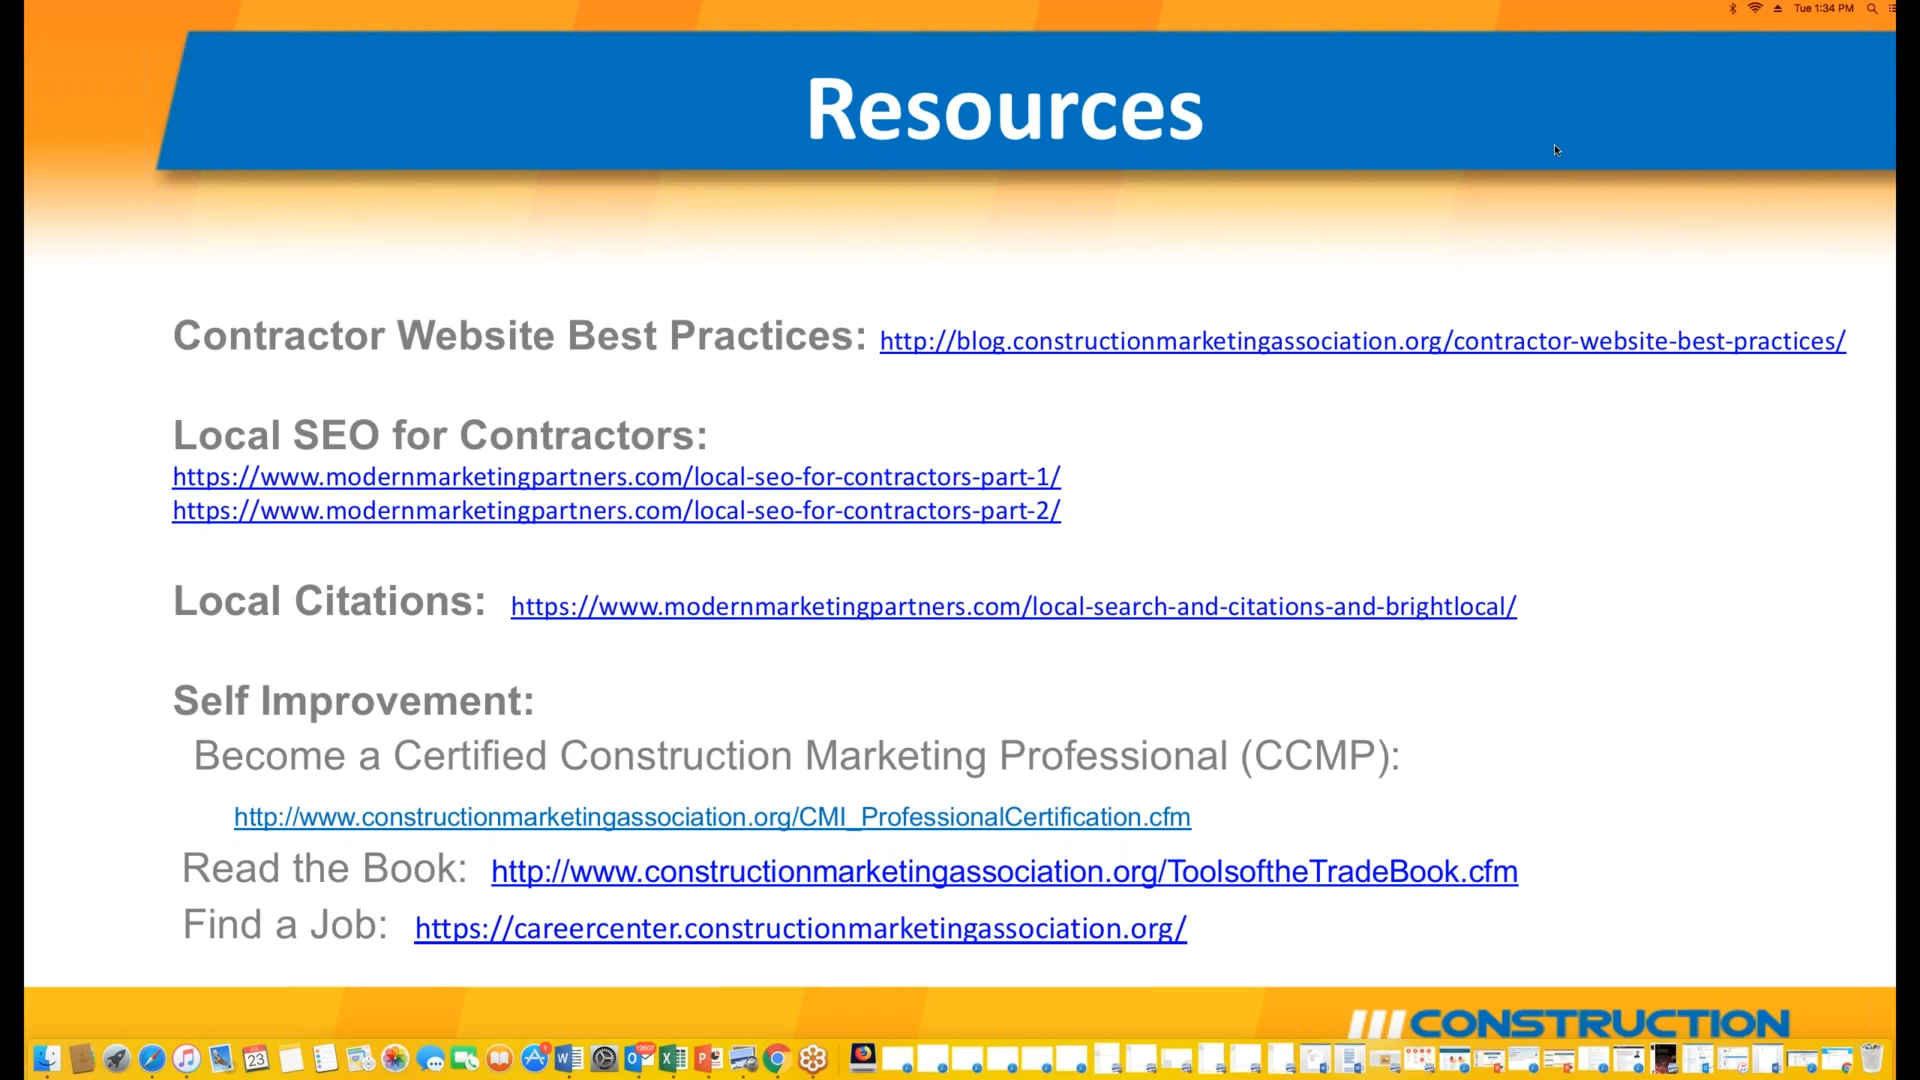 Tue 1:34 PM
Resources
Contractor Website Best Practices: http://blog.constructionmarketingassociation.org/contractor-website-best-practices/
Local SEO for Contractors:
https://www.modernmarketingpartners.com/local-seo-for-contractors-part-1/
https://www.modernmarketingpartners.com/local-seo-for-contractors-part-2/
Local Citations: https://www.modernmarketingpartners.com/local-search-and-citations-and-brightlocal/
Self Improvement:
Become a Certified Construction Marketing Professional (CCMP):
http://www.constructionmarketingassociation.org/CMI_ProfessionalCertification.cfm
Read the Book: http://www.constructionmarketingassociation.org/ToolsoftheTradeBook.cfm
Find a Job: https://careercenter.constructionmarketingassociation.org/
CONSTRUCTION
23